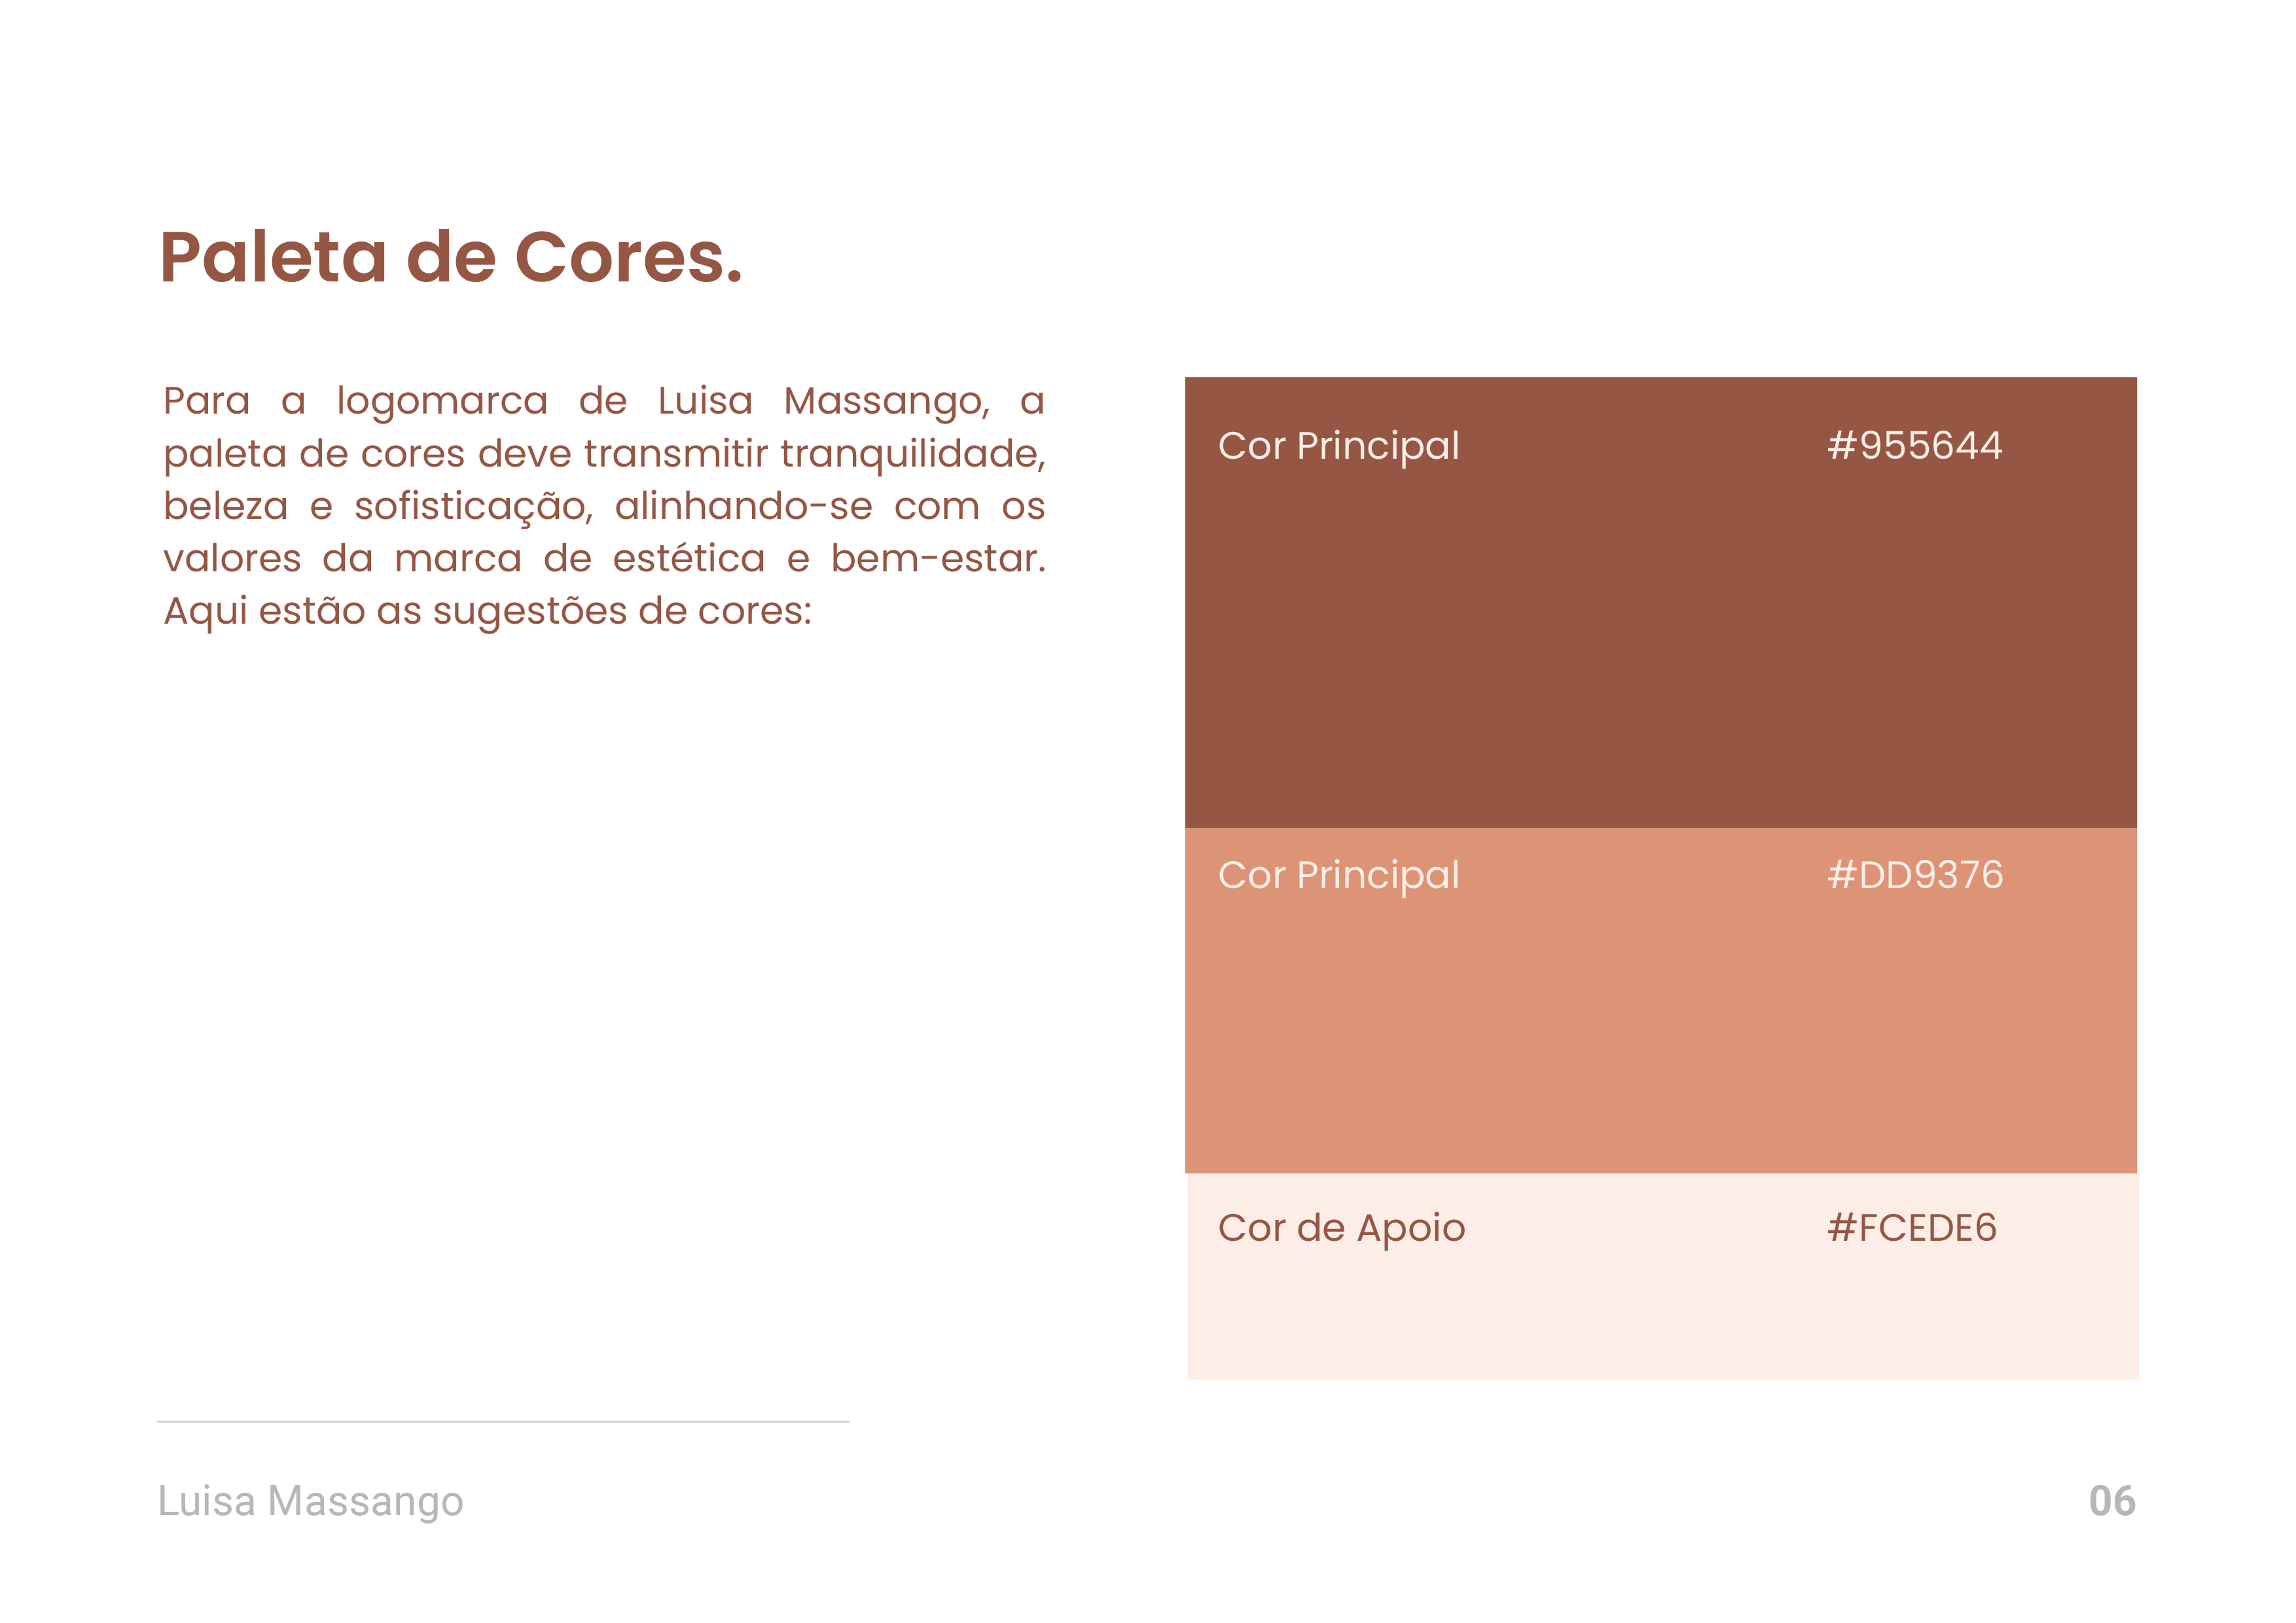 Paleta de Cores.
Para a logomarca de Luisa Massango, a
paleta de cores deve transmitir tranquilidade,
beleza e sofisticação, alinhando-se com os
valores da marca de estética e bem-estar.
Aqui estão as sugestões de cores:
Cor Principal #955644
Cor Principal #DD9376
Cor de Apoio #FCEDE6
Luisa Massango
06